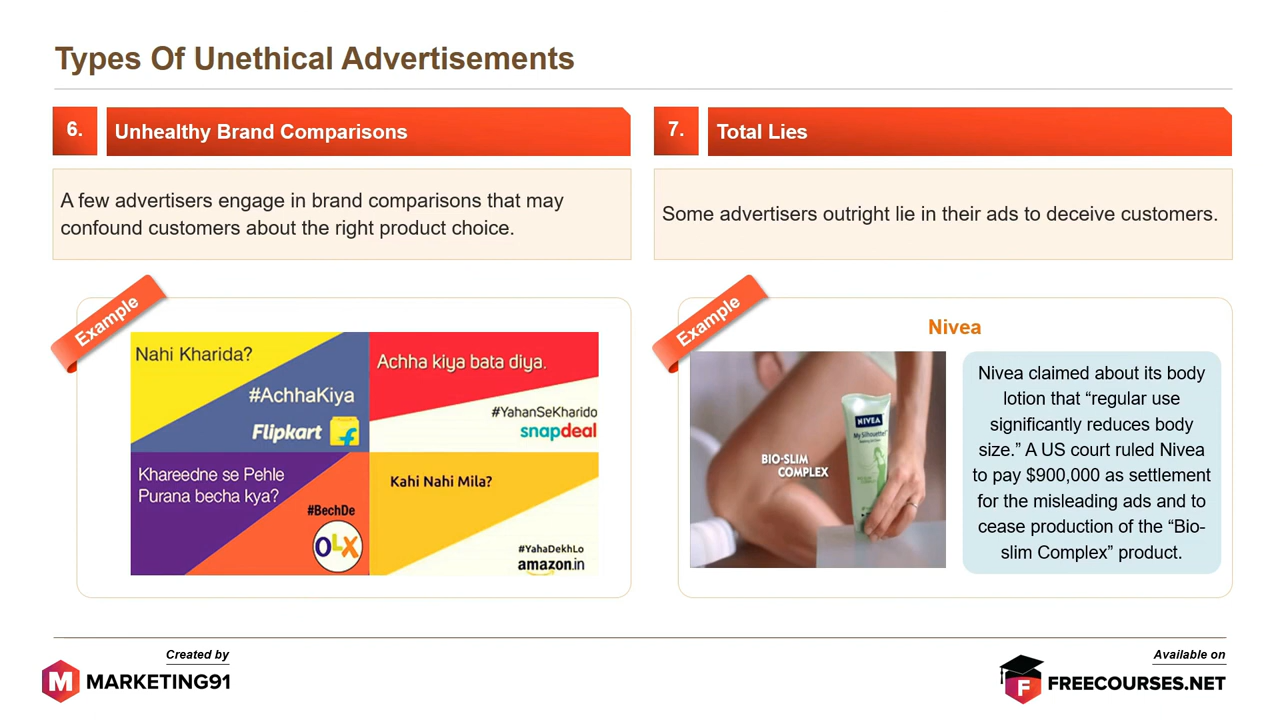 Types Of Unethical Advertisements
6.
Unhealthy Brand Comparisons
A few advertisers engage in brand comparisons that may
confound customers about the right product choice.
Example
Nahi Kharida?
#AchhaKiya
Flipkart
Achha kiya bata diya.
#YahanSeKharido
snapdeal
Khareedne se Pehle
Purana becha kya?
#BechDe
OLX
Kahi Nahi Mila?
#YahaDekhLo
amazon.in
7.
Total Lies
Some advertisers outright lie in their ads to deceive customers.
Example
Nivea
BIO-SLIM
COMPLEX
NIVEA
My Silhouette!
Nivea claimed about its body
lotion that “regular use
significantly reduces body
size.” A US court ruled Nivea
to pay $900,000 as settlement
for the misleading ads and to
cease production of the “Bio-
slim Complex” product.
Created by
M MARKETING91
Available on
F FREECOURSES.NET